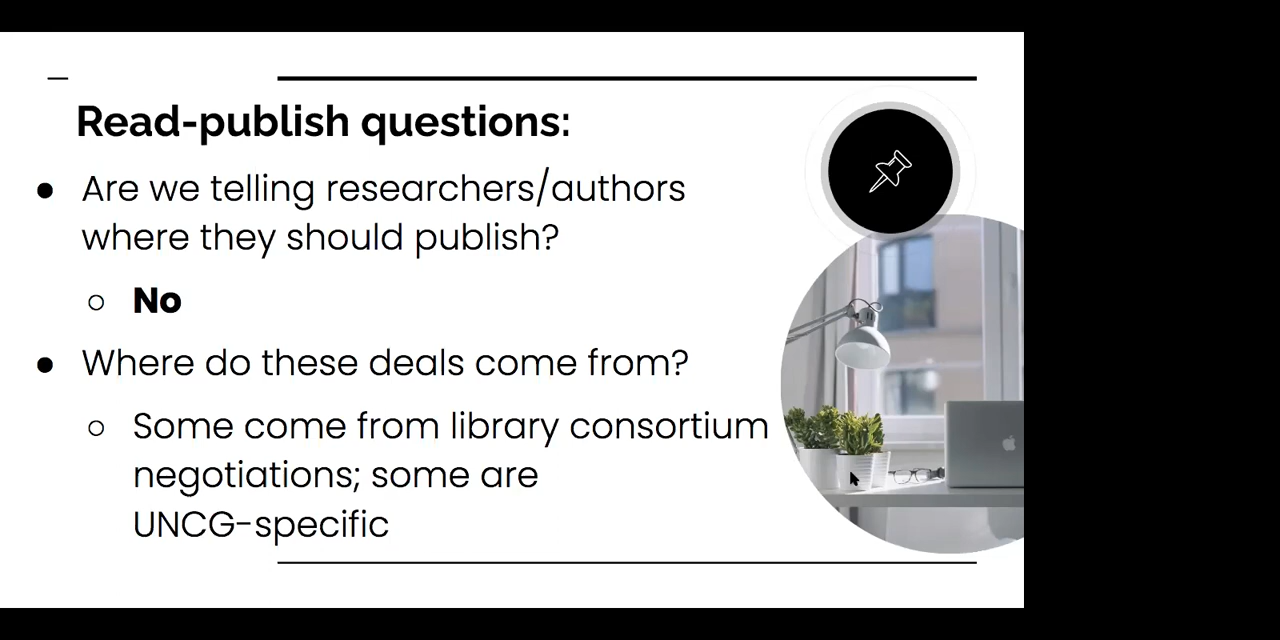 Read-publish questions:
● Are we telling researchers/authors
where they should publish?
○ No
● Where do these deals come from?
○ Some come from library consortium
negotiations; some are
UNCG-specific